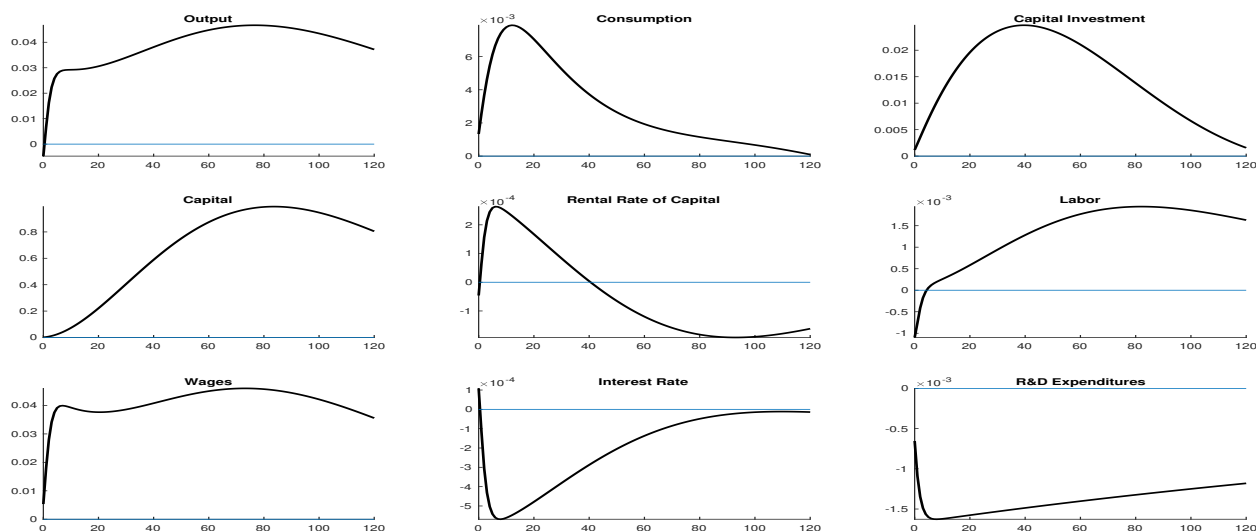 Output
0.04
0.03
0.02
0.01
0
0 20 40 60 80 100 120
Consumption
×10-3
6
4
2
0
0 20 40 60 80 100 120
Capital Investment
0.02
0.015
0.01
0.005
0
0 20 40 60 80 100 120
Capital
0.8
0.6
0.4
0.2
0
0 20 40 60 80 100 120
Rental Rate of Capital
×10-4
2
1
0
-1
0 20 40 60 80 100 120
Labor
×10-3
1.5
1
0.5
0
-0.5
-1
0 20 40 60 80 100 120
Wages
0.04
0.03
0.02
0.01
0
0 20 40 60 80 100 120
Interest Rate
×10-4
0
-1
-2
-3
-4
-5
0 20 40 60 80 100 120
R&D Expenditures
×10-3
0
-0.5
-1
-1.5
0 20 40 60 80 100 120